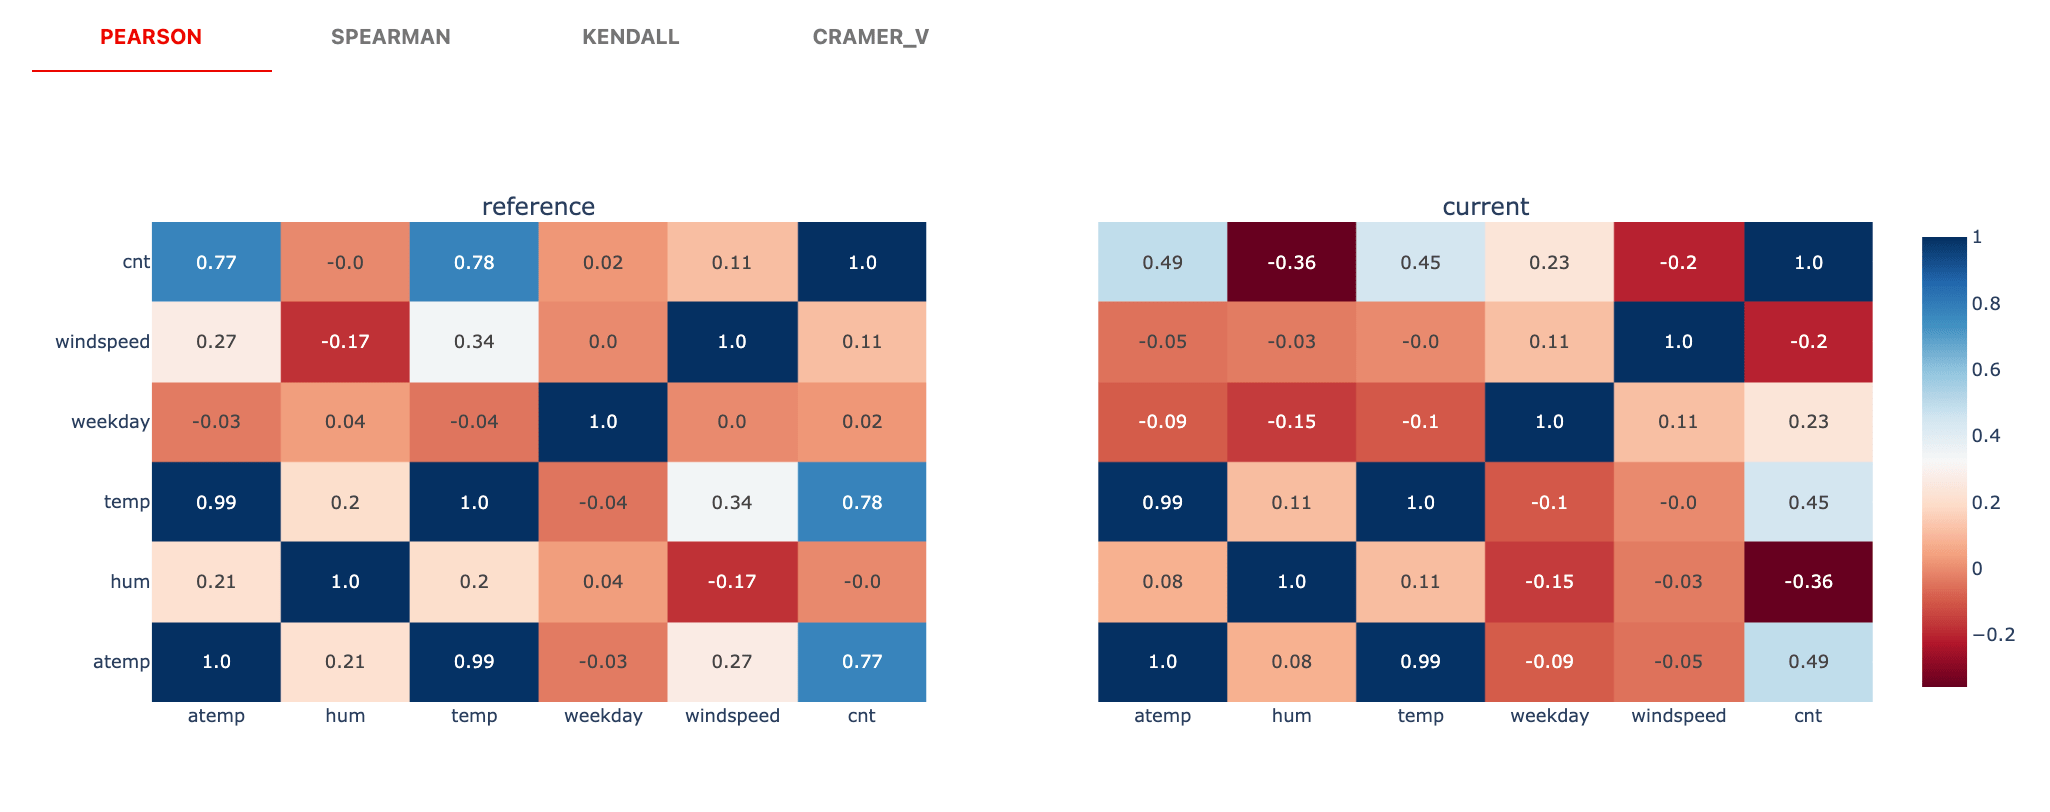 PEARSON SPEARMAN KENDALL CRAMER_V
reference
cnt 0.77 -0.0 0.78 0.02 0.11 1.0
windspeed 0.27 -0.17 0.34 0.0 1.0 0.11
weekday -0.03 0.04 -0.04 1.0 0.0 0.02
temp 0.99 0.2 1.0 -0.04 0.34 0.78
hum 0.21 1.0 0.2 0.04 -0.17 -0.0
atemp 1.0 0.21 0.99 -0.03 0.27 0.77
atemp hum temp weekday windspeed cnt
current
0.49 -0.36 0.45 0.23 -0.2 1.0
-0.05 -0.03 -0.0 0.11 1.0 -0.2
-0.09 -0.15 -0.1 1.0 0.11 0.23
0.99 0.11 1.0 -0.1 -0.0 0.45
0.08 1.0 0.11 -0.15 -0.03 -0.36
1.0 0.08 0.99 -0.09 -0.05 0.49
atemp hum temp weekday windspeed cnt
1
0.8
0.6
0.4
0.2
0
−0.2